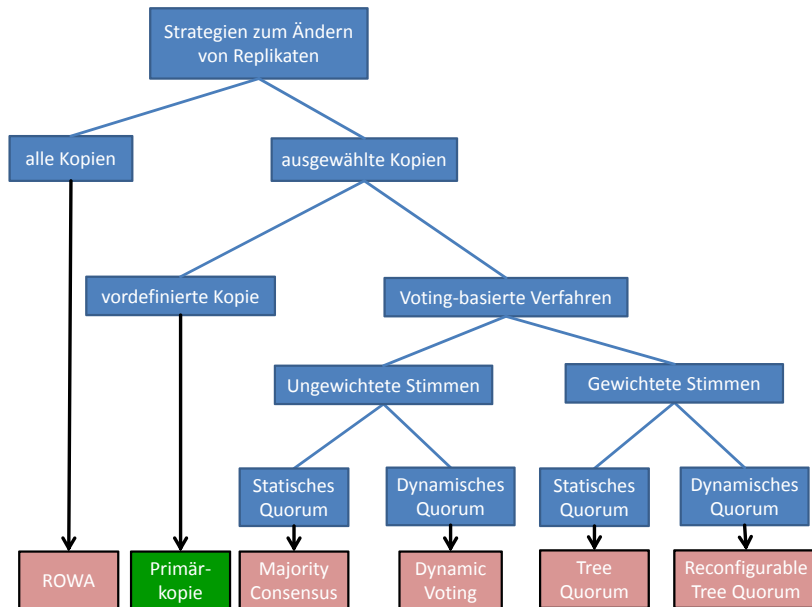 Strategien zum Ändern
von Replikaten
alle Kopien
ausgewählte Kopien
vordefinierte Kopie
Voting-basierte Verfahren
Ungewichtete Stimmen
Gewichtete Stimmen
Statisches
Quorum
Dynamisches
Quorum
Statisches
Quorum
Dynamisches
Quorum
ROWA
Primär-
kopie
Majority
Consensus
Dynamic
Voting
Tree
Quorum
Reconfigurable
Tree Quorum